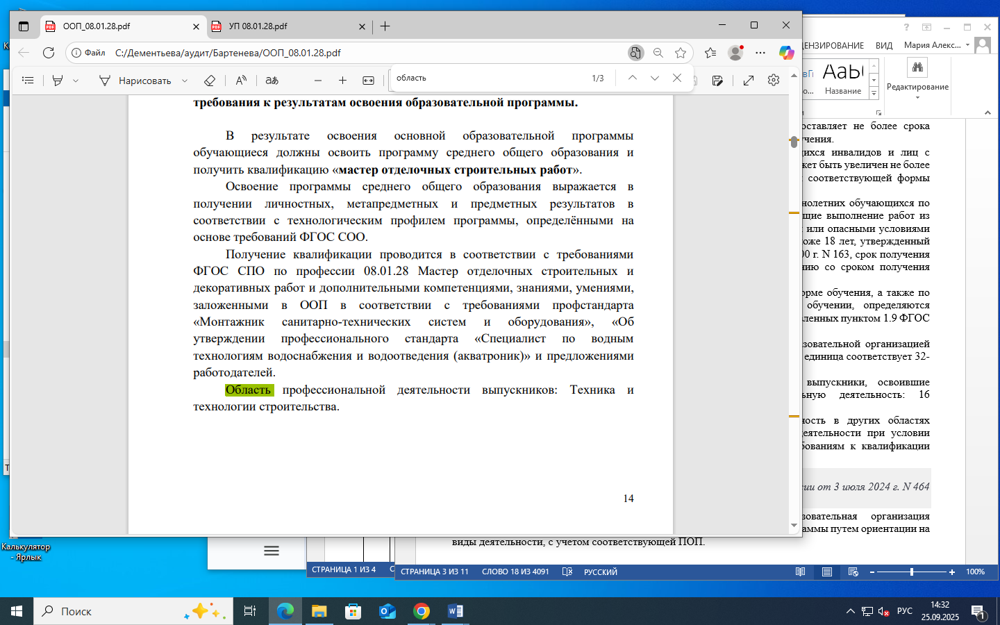 ООП_08.01.28.pdf
УП 08.01.28.pdf
Файл
C:/Дементьева/аудит/Бартенева/ООП_08.01.28.pdf
Нарисовать
область
1/3
требования к результатам освоения образовательной программы.
В результате освоения основной образовательной программы
обучающиеся должны освоить программу среднего общего образования и
получить квалификацию «мастер отделочных строительных работ».
Освоение программы среднего общего образования выражается в
получении личностных, метапредметных и предметных результатов в
соответствии с технологическим профилем программы, определёнными на
основе требований ФГОС СОО.
Получение квалификации проводится в соответствии с требованиями
ФГОС СПО по профессии 08.01.28 Мастер отделочных строительных и
декоративных работ и дополнительными компетенциями, знаниями, умениями,
заложенными в ООП в соответствии с требованиями профстандарта
«Монтажник санитарно-технических систем и оборудования», «Об
утверждении профессионального стандарта «Специалист по водным
технологиям водоснабжения и водоотведения (акватроник)» и предложениями
работодателей.
Область профессиональной деятельности выпускников: Техника и
технологии строительства.
14
ЦЕНЗИРОВАНИЕ
ВИД
Мария Алекс...
Название
Редактирование
оставляет не более срока
чения.
ихся инвалидов и лиц с
жет быть увеличен не более
соответствующей формы
нолетних обучающихся по
щие выполнение работ из
или опасными условиями
оже 18 лет, утвержденный
00 г. N 163, срок получения
нию со сроком получения
орме обучения, а также по
обучении, определяются
вленных пунктом 1.9 ФГОС
азовательной организацией
единица соответствует 32-
выпускники, освоившие
льную деятельность: 16
ность в других областях
деятельности при условии
бованиям к квалификации
сии от 3 июля 2024 г. N 464
зовательная организация
раммы путем ориентации на
виды деятельности, с учетом соответствующей ПОП.
Калькулятор
- Ярлык
СТРАНИЦА 1 ИЗ 4
СТРАНИЦА 3 ИЗ 11
СЛОВО 18 ИЗ 4091
РУССКИЙ
100%
Поиск
РУС
14:32
25.09.2025
1